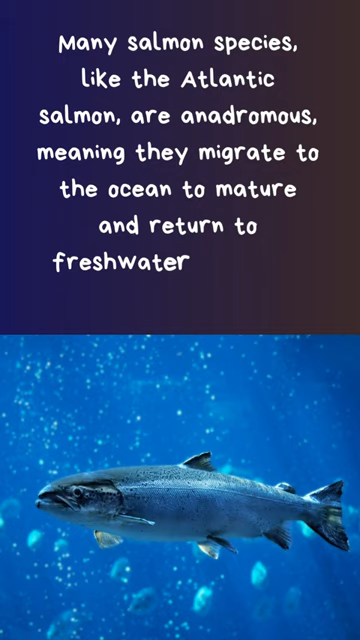 Many salmon species,
like the Atlantic
salmon, are anadromous,
meaning they migrate to
the ocean to mature
and return to
freshwater